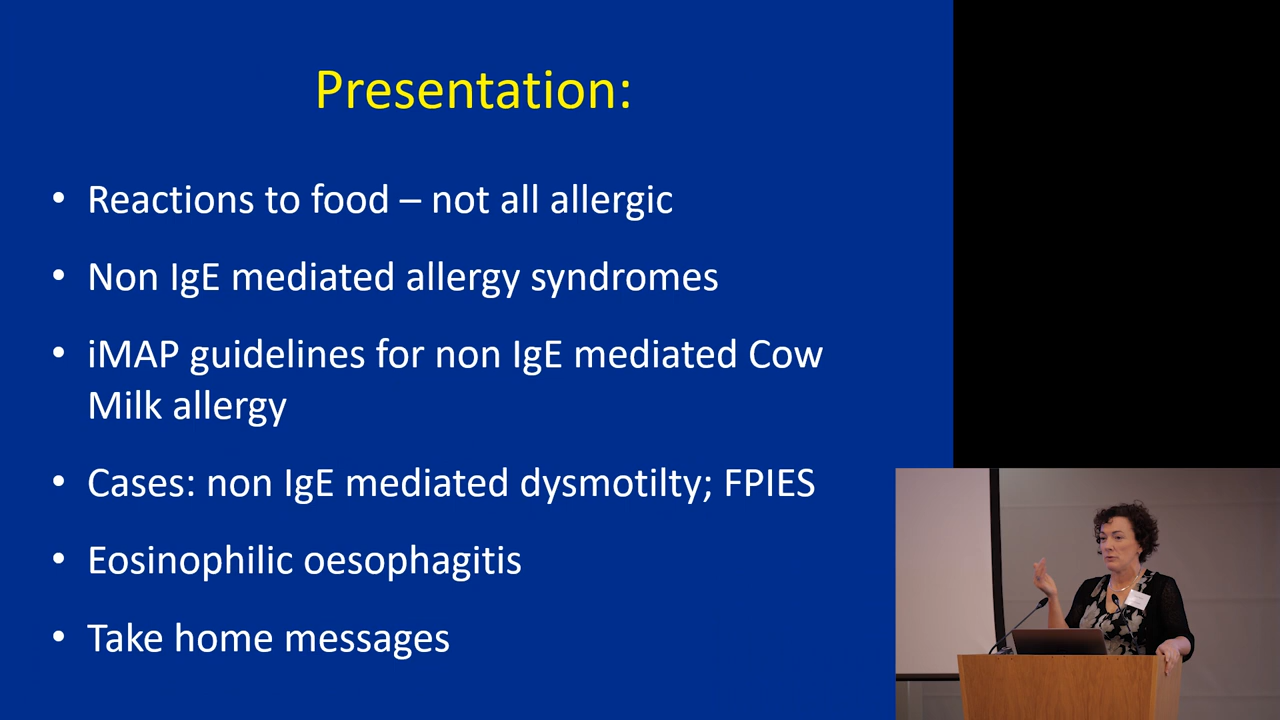 Presentation:
• Reactions to food – not all allergic
• Non IgE mediated allergy syndromes
• iMAP guidelines for non IgE mediated Cow
Milk allergy
• Cases: non IgE mediated dysmotilty; FPIES
• Eosinophilic oesophagitis
• Take home messages